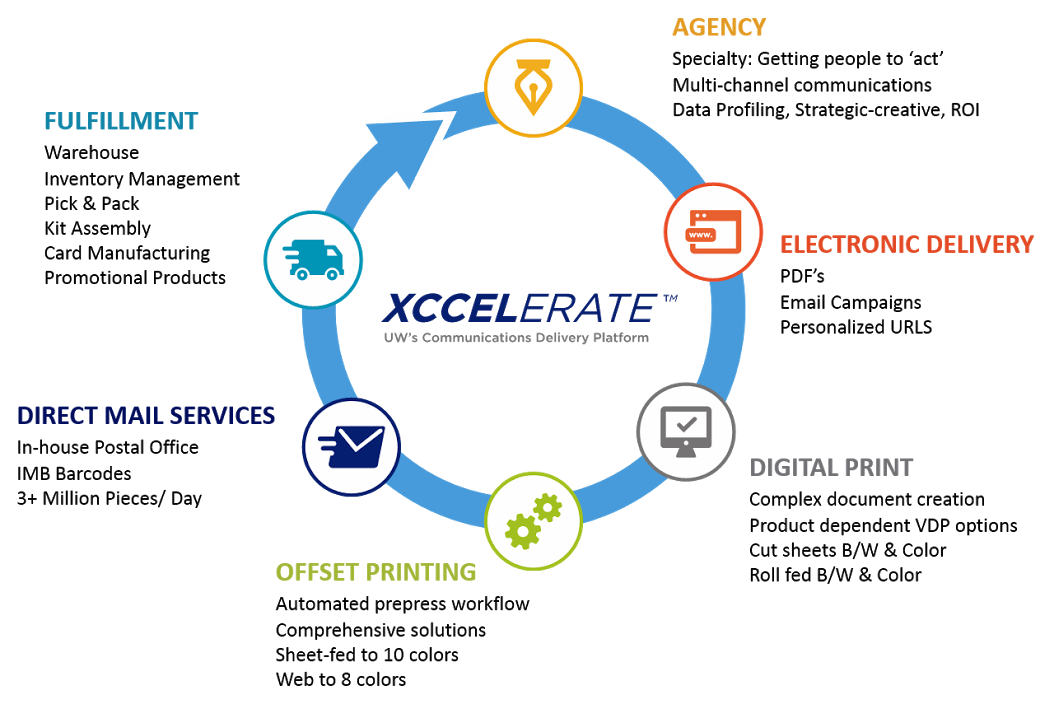 AGENCY
Specialty: Getting people to ‘act’
Multi-channel communications
Data Profiling, Strategic-creative, ROI
ELECTRONIC DELIVERY
PDF’s
Email Campaigns
Personalized URLS
www.
DIGITAL PRINT
Complex document creation
Product dependent VDP options
Cut sheets B/W & Color
Roll fed B/W & Color
OFFSET PRINTING
Automated prepress workflow
Comprehensive solutions
Sheet-fed to 10 colors
Web to 8 colors
DIRECT MAIL SERVICES
In-house Postal Office
IMB Barcodes
3+ Million Pieces/ Day
FULFILLMENT
Warehouse
Inventory Management
Pick & Pack
Kit Assembly
Card Manufacturing
Promotional Products
XCCELERATE™
UW’s Communications Delivery Platform